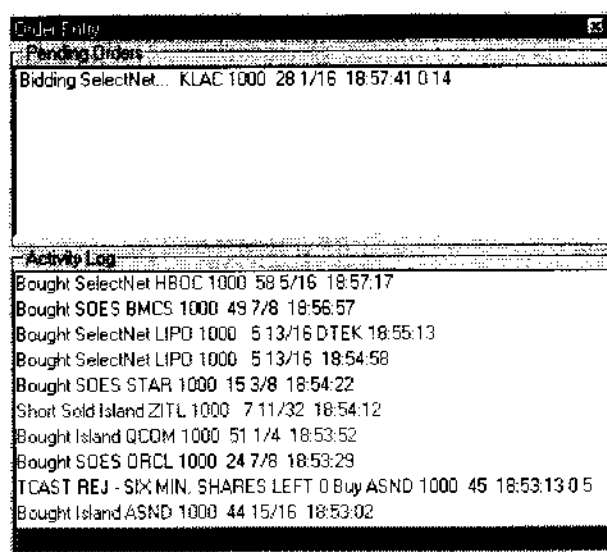 Order Entry
Pending Orders
Bidding SelectNet... KLAC 1000 28 1/16 18:57:41 0 14
Activity Log
Bought SelectNet HBOC 1000 58 5/16 18:57:17
Bought SOES BMCS 1000 49 7/8 18:56:57
Bought SelectNet LIPO 1000 5 13/16 DTEK 18:55:13
Bought SelectNet LIPO 1000 5 13/16 18:54:58
Bought SOES STAR 1000 15 3/8 18:54:22
Short Sold Island ZITL 1000 7 11/32 18:54:12
Bought Island QCOM 1000 51 1/4 18:53:52
Bought SOES ORCL 1000 24 7/8 18:53:29
TCAST REJ - SIX MIN. SHARES LEFT 0 Buy ASND 1000 45 18:53:13 0 5
Bought Island ASND 1000 44 15/16 18:53:02